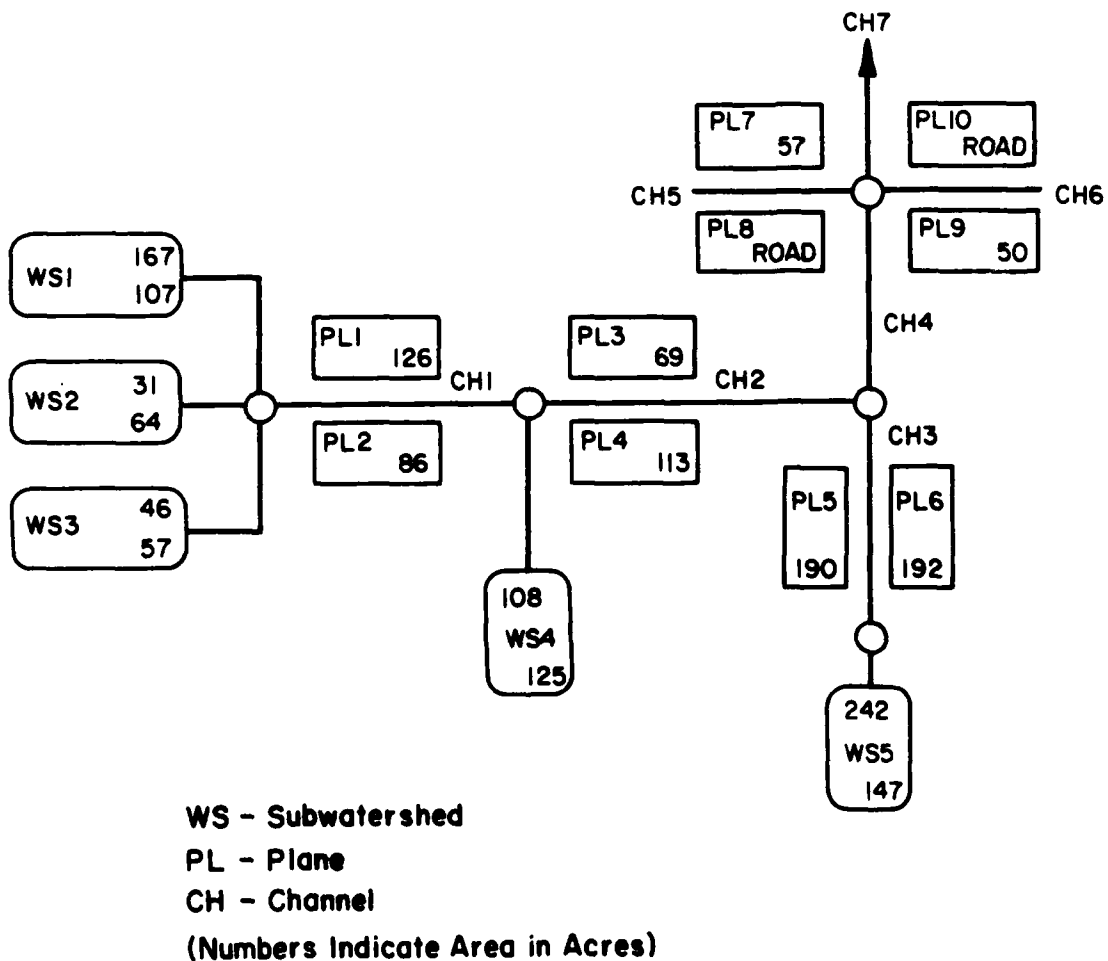 CH7
PL7
57
PL10
ROAD
CH5
CH6
PL8
ROAD
PL9
50
WS1
167
107
CH4
PL1
126
PL3
69
WS2
31
64
CH1
CH2
PL2
86
PL4
113
CH3
WS3
46
57
PL5
190
PL6
192
108
WS4
125
242
WS5
147
WS - Subwatershed
PL - Plane
CH - Channel
(Numbers Indicate Area in Acres)